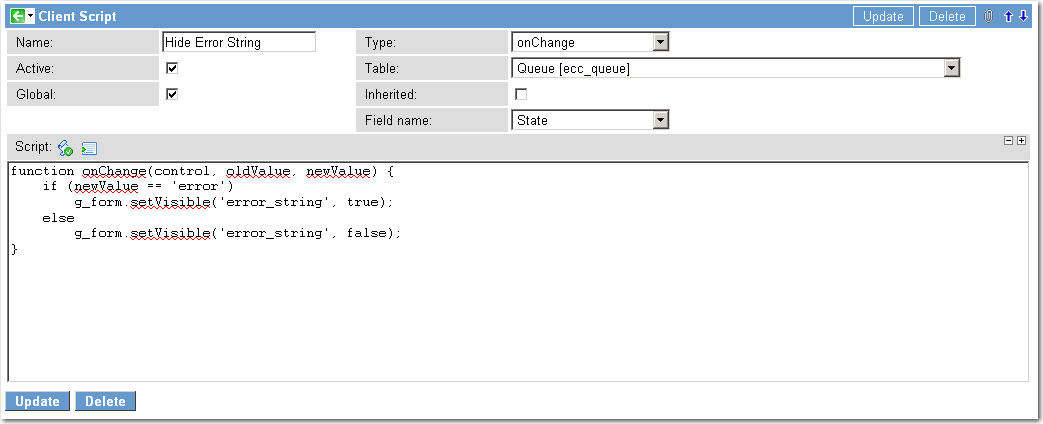 Client Script
Update Delete
Name: Hide Error String Type: onChange
Active: Table: Queue [ecc_queue]
Global: Inherited:
Field name: State
Script:
function onChange(control, oldValue, newValue) {
    if (newValue == 'error')
        g_form.setVisible('error_string', true);
    else
        g_form.setVisible('error_string', false);
}
Update Delete